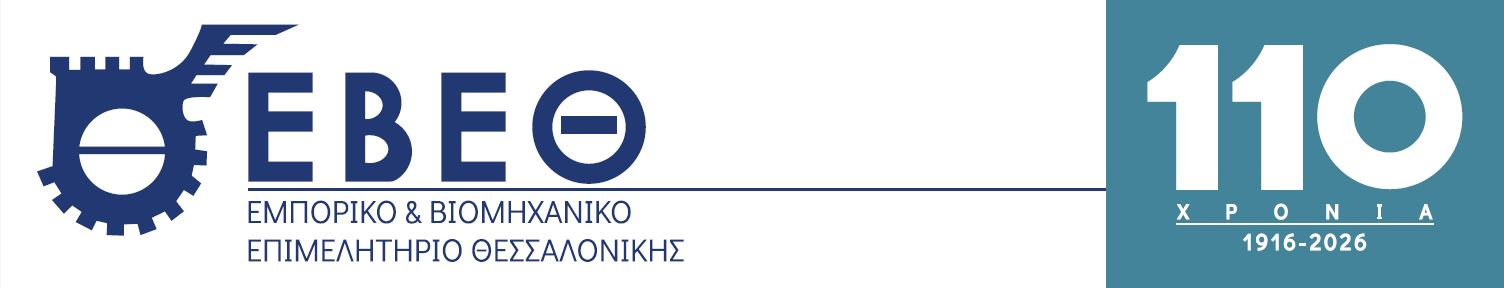 ΕΒΕΘ
ΕΜΠΟΡΙΚΟ & ΒΙΟΜΗΧΑΝΙΚΟ
ΕΠΙΜΕΛΗΤΗΡΙΟ ΘΕΣΣΑΛΟΝΙΚΗΣ
110
ΧΡΟΝΙΑ
1916-2026